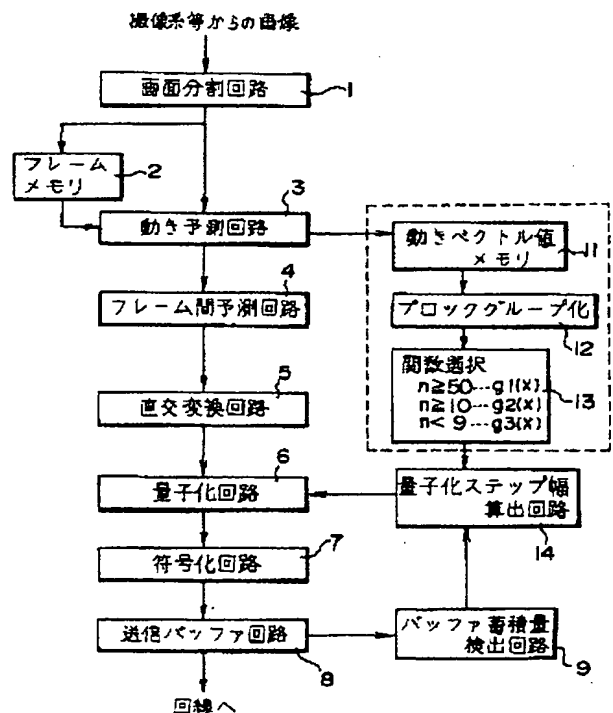 撮像系等からの画像
画面分割回路
1
フレーム
メモリ
2
動き予測回路
3
動きベクトル値
メモリ
11
フレーム間予測回路
4
ブロックグループ化
12
関数選択
n≥50…g1(x)
n≥10…g2(x)
n< 9…g3(x)
13
直交変換回路
5
量子化回路
6
量子化ステップ幅
算出回路
14
符号化回路
7
送信バッファ回路
8
バッファ蓄積量
検出回路
9
回線へ